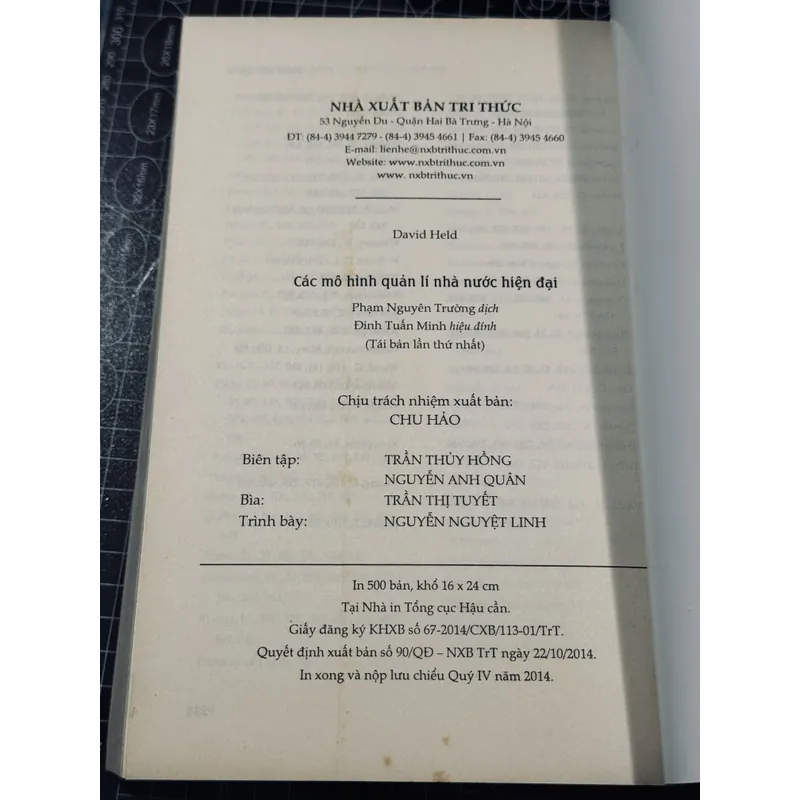 NHÀ XUẤT BẢN TRI THỨC
53 Nguyễn Du - Quận Hai Bà Trưng - Hà Nội
ĐT: (84-4) 3944 7279 - (84-4) 3945 4661 | Fax: (84-4) 3945 4660
E-mail: lienhe@nxbtrithuc.com.vn
Website: www.nxbtrithuc.com.vn
www. nxbtrithuc.vn
David Held
Các mô hình quản lí nhà nước hiện đại
Phạm Nguyên Trường dịch
Đinh Tuấn Minh hiệu đính
(Tái bản lần thứ nhất)
Chịu trách nhiệm xuất bản:
CHU HẢO
Biên tập: TRẦN THỦY HỒNG
NGUYỄN ANH QUÂN
Bìa: TRẦN THỊ TUYẾT
Trình bày: NGUYỄN NGUYỆT LINH
In 500 bản, khổ 16 x 24 cm
Tại Nhà in Tổng cục Hậu cần.
Giấy đăng ký KHXB số 67-2014/CXB/113-01/TrT.
Quyết định xuất bản số 90/QĐ – NXB TrT ngày 22/10/2014.
In xong và nộp lưu chiểu Quý IV năm 2014.